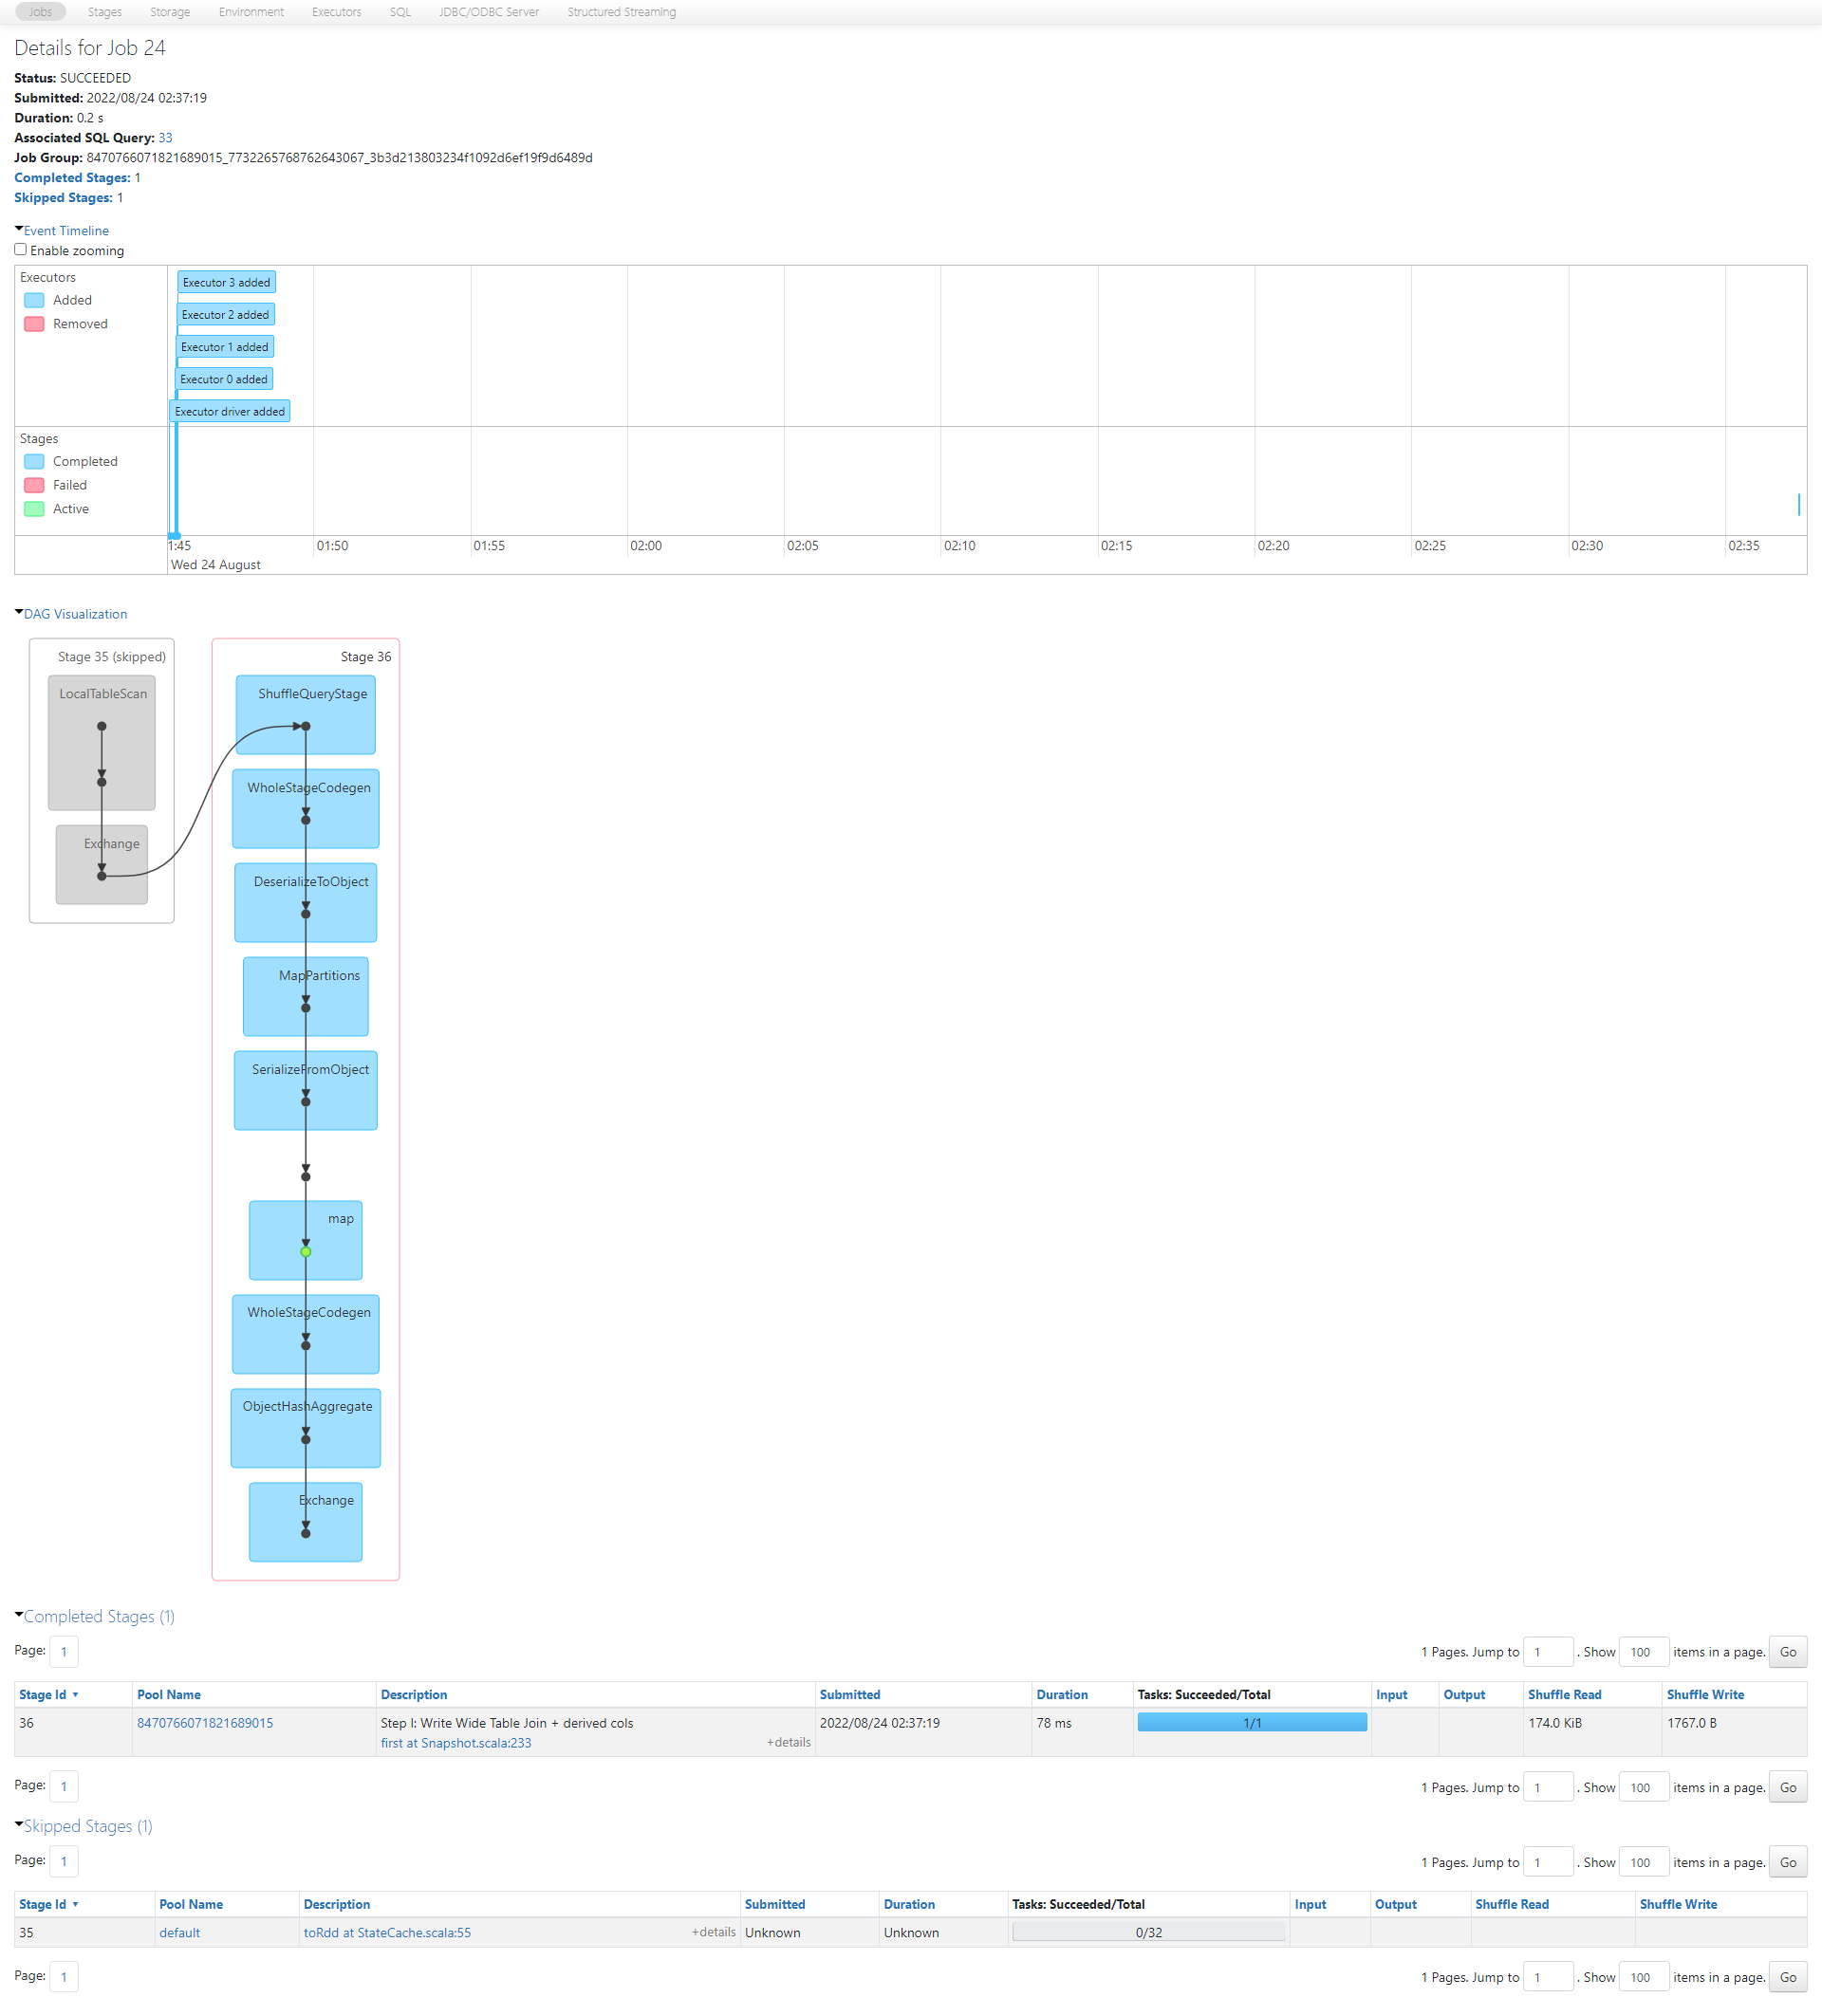 Jobs Stages Storage Environment Executors SQL JDBC/ODBC Server Structured Streaming
Details for Job 24
Status: SUCCEEDED
Submitted: 2022/08/24 02:37:19
Duration: 0.2 s
Associated SQL Query: 33
Job Group: 8470766071821689015_7732265768762643067_3b3d213803234f1092d6ef19f9d6489d
Completed Stages: 1
Skipped Stages: 1
Event Timeline
Enable zooming
Executors
Added
Removed
Executor 3 added
Executor 2 added
Executor 1 added
Executor 0 added
Executor driver added
Stages
Completed
Failed
Active
1:45 01:50 01:55 02:00 02:05 02:10 02:15 02:20 02:25 02:30 02:35
Wed 24 August
DAG Visualization
Stage 35 (skipped)
LocalTableScan
Exchange
Stage 36
ShuffleQueryStage
WholeStageCodegen
DeserializeToObject
MapPartitions
SerializeFromObject
map
WholeStageCodegen
ObjectHashAggregate
Exchange
Completed Stages (1)
Page: 1 1 Pages. Jump to 1 . Show 100 items in a page. Go
Stage Id Pool Name Description Submitted Duration Tasks: Succeeded/Total Input Output Shuffle Read Shuffle Write
36 8470766071821689015 Step I: Write Wide Table Join + derived cols 2022/08/24 02:37:19 78 ms 1/1 174.0 KiB 1767.0 B
first at Snapshot.scala:233 +details
Page: 1 1 Pages. Jump to 1 . Show 100 items in a page. Go
Skipped Stages (1)
Page: 1 1 Pages. Jump to 1 . Show 100 items in a page. Go
Stage Id Pool Name Description Submitted Duration Tasks: Succeeded/Total Input Output Shuffle Read Shuffle Write
35 default toRdd at StateCache.scala:55 +details Unknown Unknown 0/32
Page: 1 1 Pages. Jump to 1 . Show 100 items in a page. Go